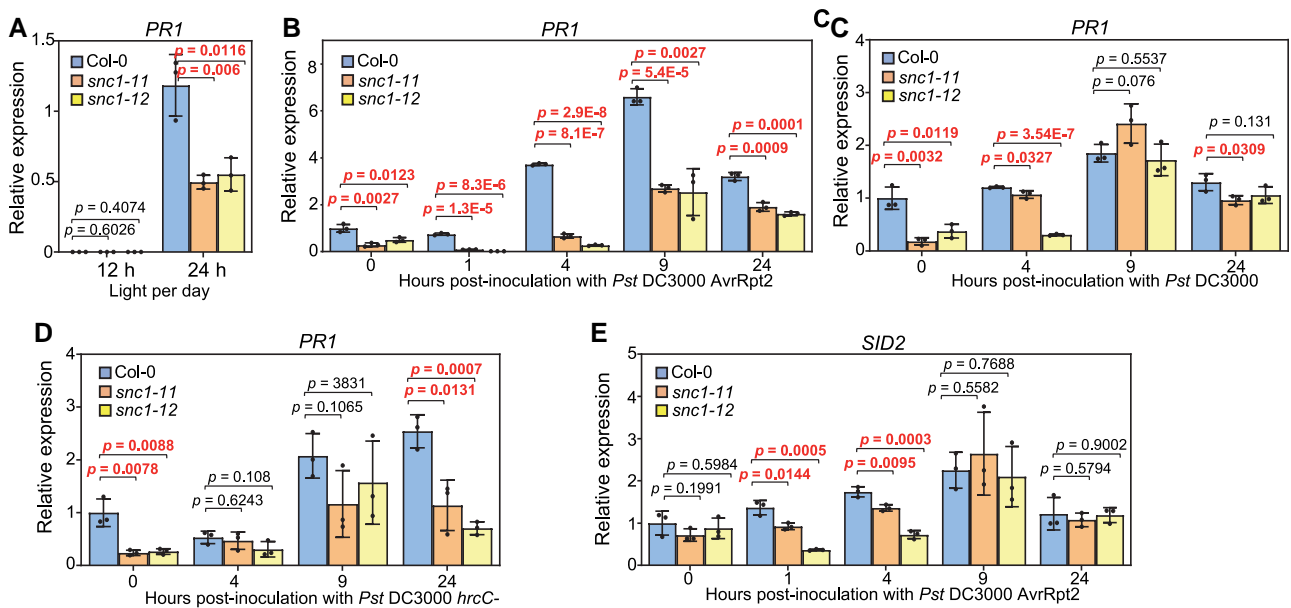 A
PR1
Relative expression
1.5
1
0.5
0
Col-0
snc1-11
snc1-12
p = 0.0116
p = 0.006
p = 0.4074
p = 0.6026
12 h
24 h
Light per day
B
PR1
Relative expression
8
6
4
2
0
Col-0
snc1-11
snc1-12
p = 0.0123
p = 0.0027
p = 8.3E-6
p = 1.3E-5
p = 2.9E-8
p = 8.1E-7
p = 0.0027
p = 5.4E-5
p = 0.0001
p = 0.0009
0
1
4
9
24
Hours post-inoculation with Pst DC3000 AvrRpt2
CC
PR1
Relative expression
4
3
2
1
0
Col-0
snc1-11
snc1-12
p = 0.0119
p = 0.0032
p = 3.54E-7
p = 0.0327
p = 0.5537
p = 0.076
p = 0.131
p = 0.0309
0
4
9
24
Hours post-inoculation with Pst DC3000
D
PR1
Relative expression
4
3
2
1
0
Col-0
snc1-11
snc1-12
p = 0.0088
p = 0.0078
p = 0.108
p = 0.6243
p = 3831
p = 0.1065
p = 0.0007
p = 0.0131
0
4
9
24
Hours post-inoculation with Pst DC3000 hrcC-
E
SID2
Relative expression
5
4
3
2
1
0
Col-0
snc1-11
snc1-12
p = 0.5984
p = 0.1991
p = 0.0005
p = 0.0144
p = 0.0003
p = 0.0095
p = 0.7688
p = 0.5582
p = 0.9002
p = 0.5794
0
1
4
9
24
Hours post-inoculation with Pst DC3000 AvrRpt2